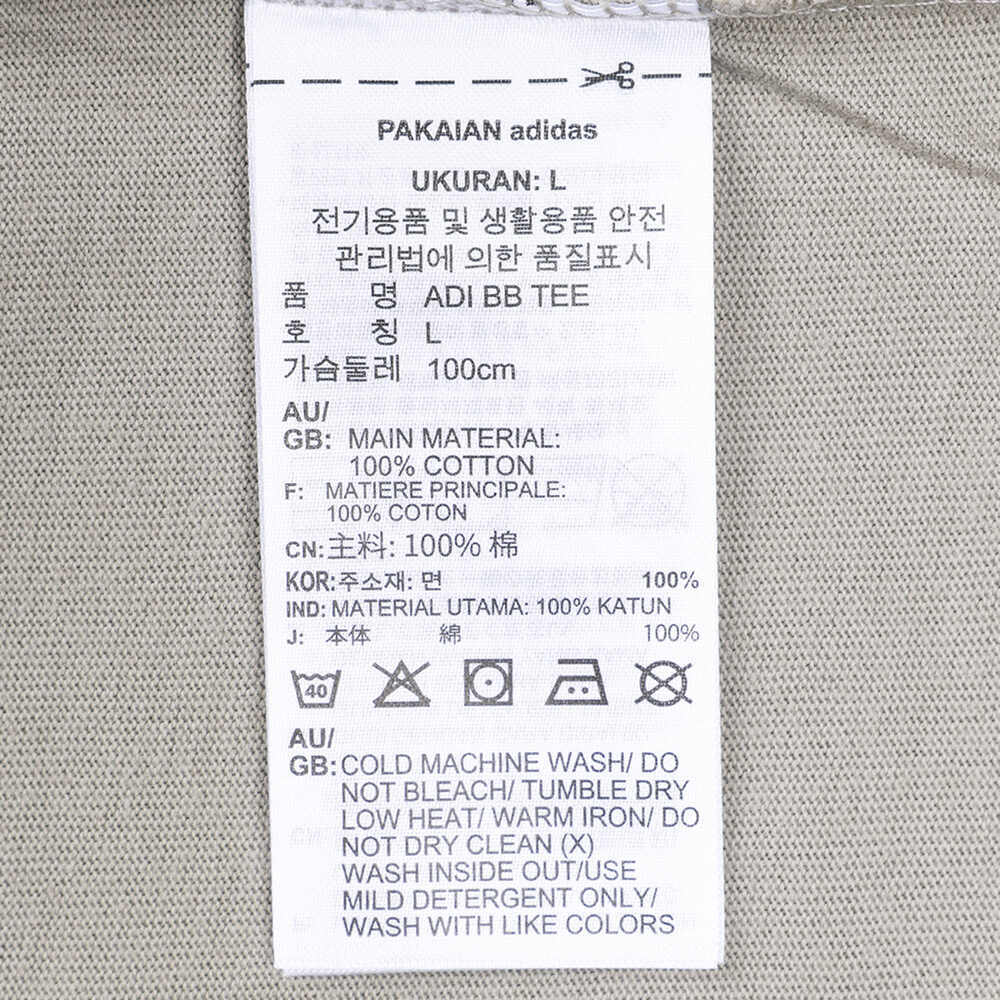 PAKAIAN adidas
UKURAN: L
전기용품 및 생활용품 안전
관리법에 의한 품질표시
품 명 ADI BB TEE
호 칭 L
가슴둘레 100cm
AU/
GB: MAIN MATERIAL:
100% COTTON
F: MATIERE PRINCIPALE:
100% COTON
CN: 主料: 100% 棉
KOR: 주소재: 면 100%
IND: MATERIAL UTAMA: 100% KATUN
J: 本体 綿 100%
40
AU/
GB: COLD MACHINE WASH/ DO
NOT BLEACH/ TUMBLE DRY
LOW HEAT/ WARM IRON/ DO
NOT DRY CLEAN (X)
WASH INSIDE OUT/USE
MILD DETERGENT ONLY/
WASH WITH LIKE COLORS